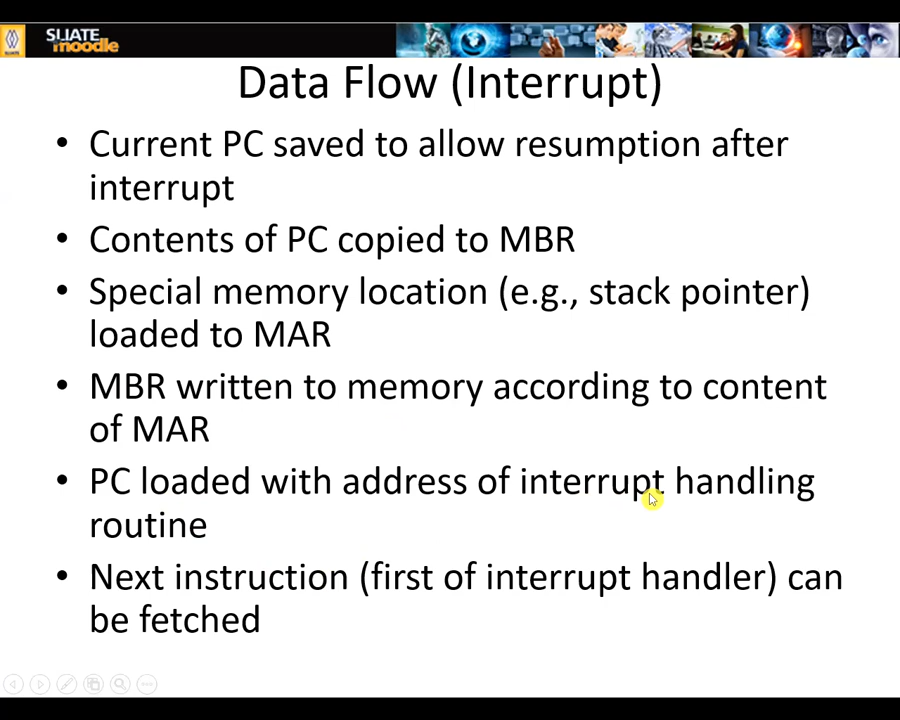 SLIATE
moodle
Data Flow (Interrupt)
• Current PC saved to allow resumption after
interrupt
• Contents of PC copied to MBR
• Special memory location (e.g., stack pointer)
loaded to MAR
• MBR written to memory according to content
of MAR
• PC loaded with address of interrupt handling
routine
• Next instruction (first of interrupt handler) can
be fetched